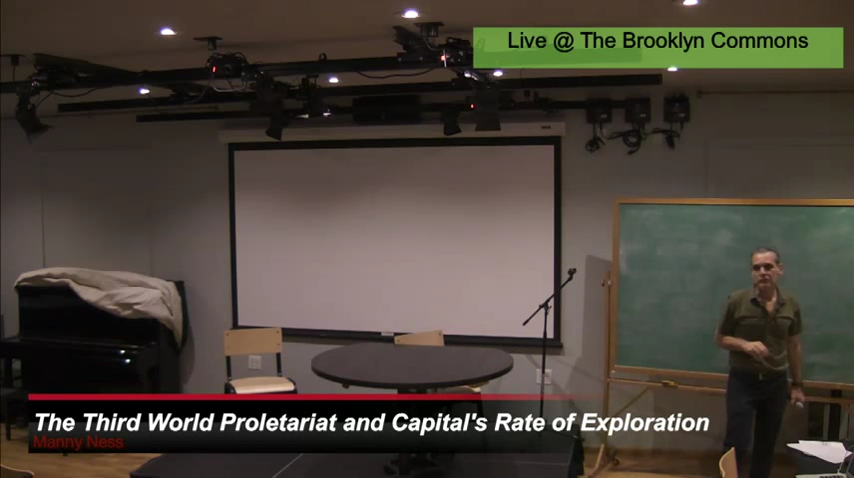 Live @ The Brooklyn Commons
The Third World Proletariat and Capital's Rate of Exploration
Manny Ness